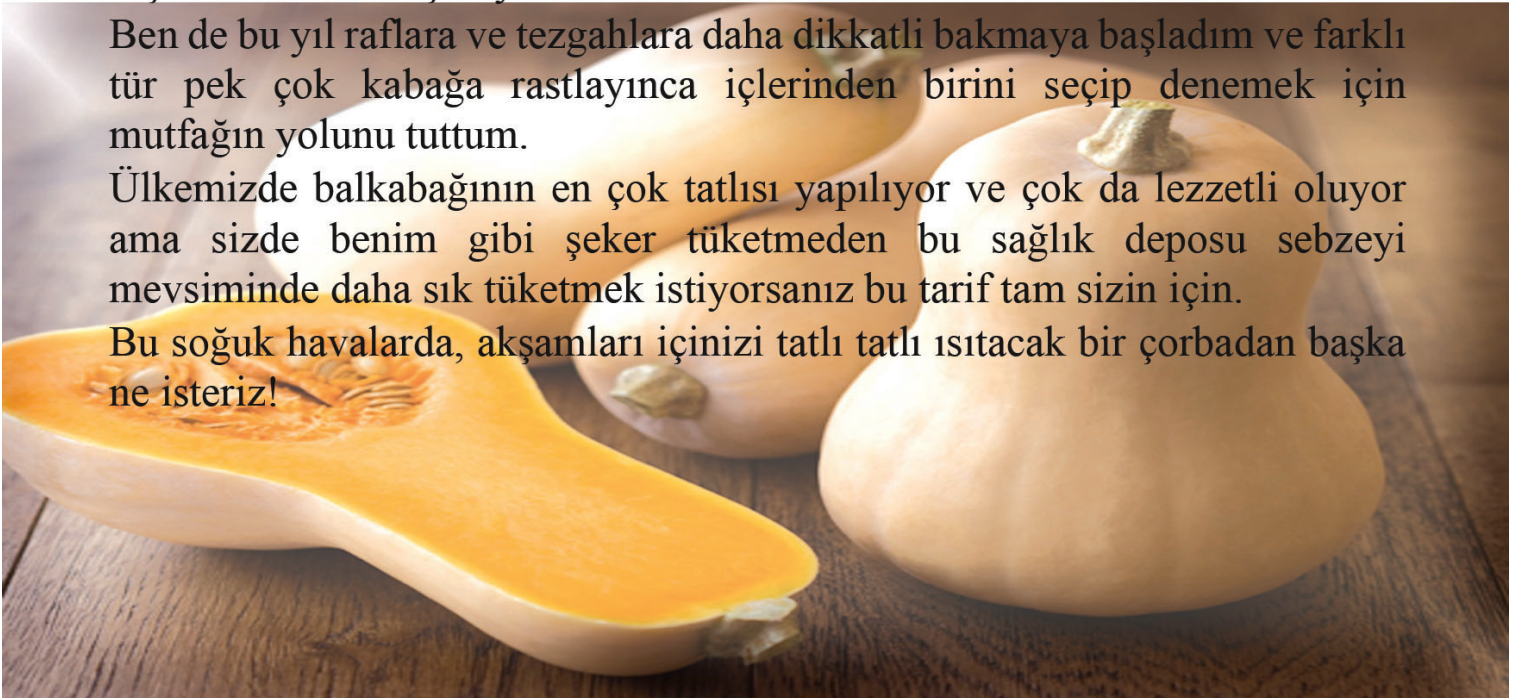 Ben de bu yıl raflara ve tezgahlara daha dikkatli bakmaya başladım ve farklı
tür pek çok kabağa rastlayınca içlerinden birini seçip denemek için
mutfağın yolunu tuttum.
Ülkemizde balkabağının en çok tatlısı yapılıyor ve çok da lezzetli oluyor
ama sizde benim gibi şeker tüketmeden bu sağlık deposu sebzeyi
mevsiminde daha sık tüketmek istiyorsanız bu tarif tam sizin için.
Bu soğuk havalarda, akşamları içinizi tatlı tatlı ısıtacak bir çorbadan başka
ne isteriz!